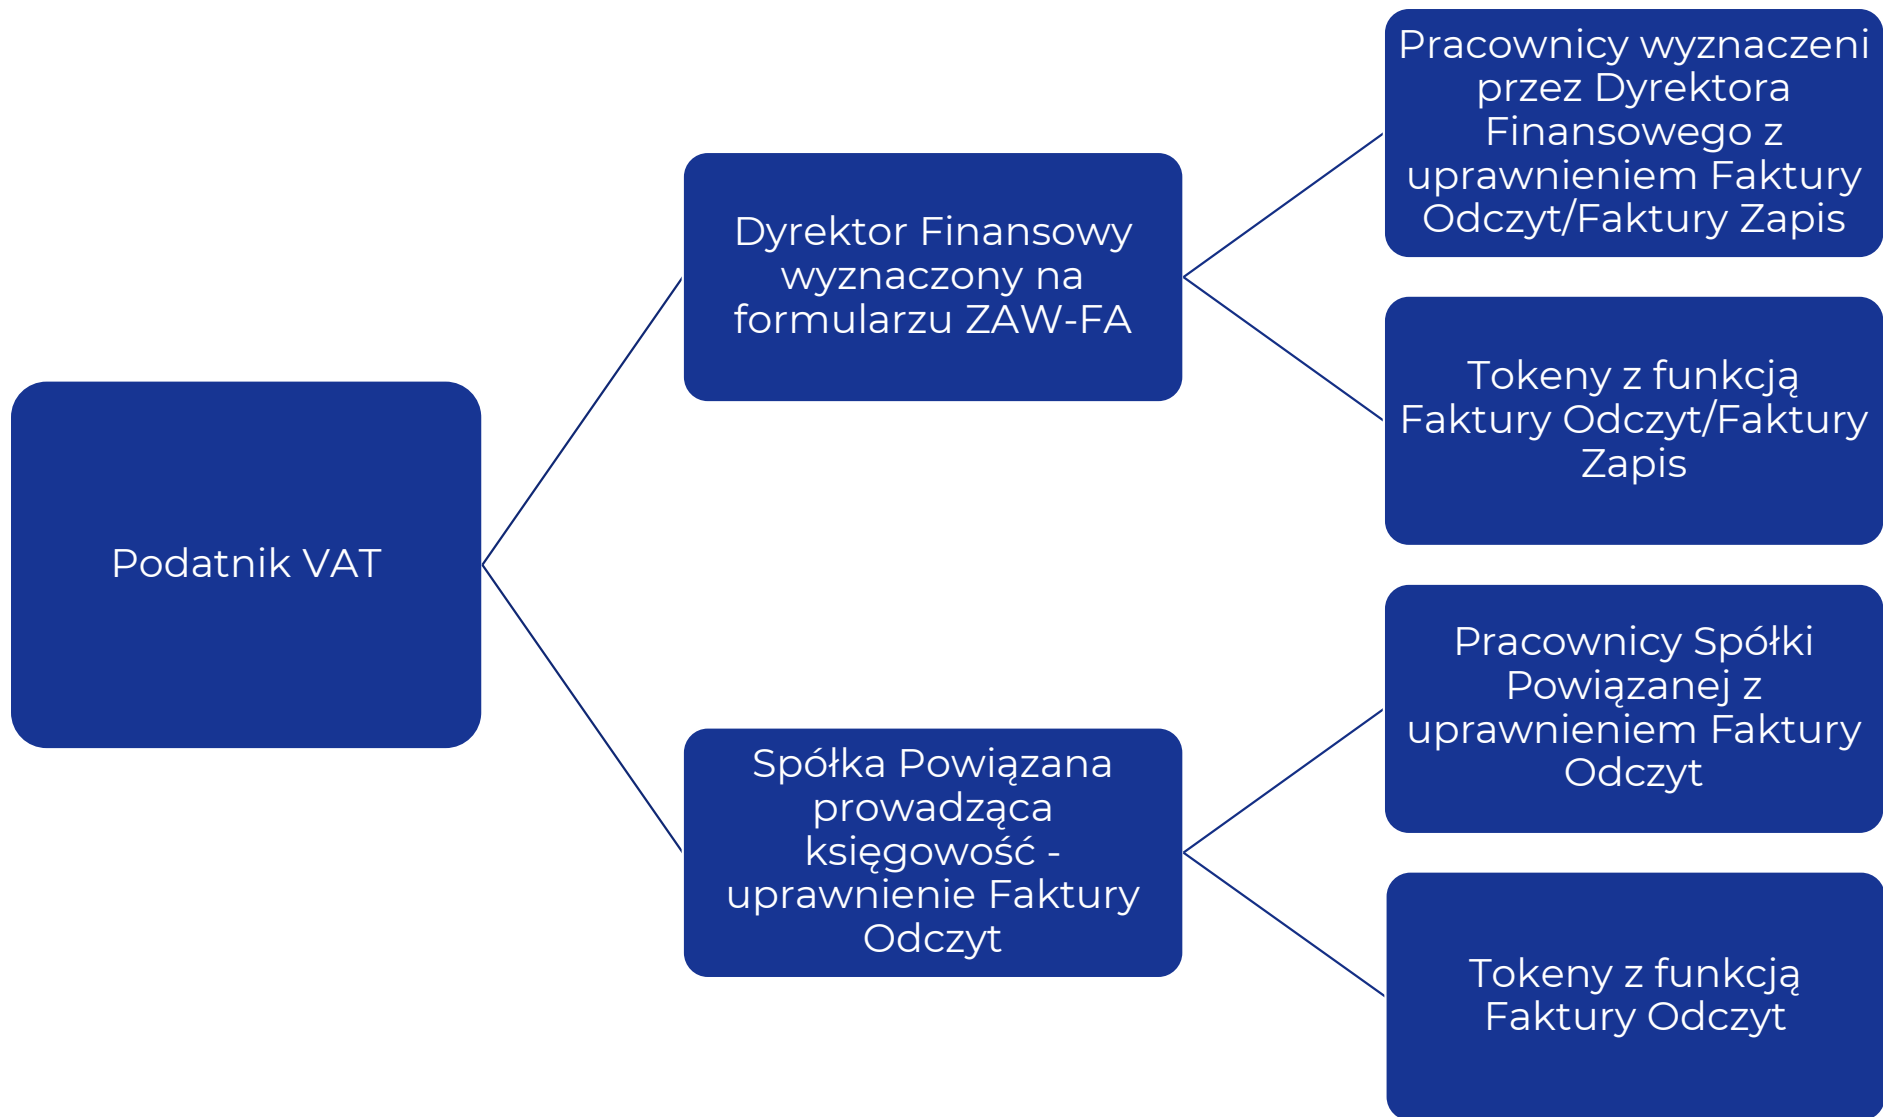 Podatnik VAT
Dyrektor Finansowy
wyznaczony na
formularzu ZAW-FA
Pracownicy wyznaczeni
przez Dyrektora
Finansowego z
uprawnieniem Faktury
Odczyt/Faktury Zapis
Tokeny z funkcją
Faktury Odczyt/Faktury
Zapis
Spółka Powiązana
prowadząca
księgowość -
uprawnienie Faktury
Odczyt
Pracownicy Spółki
Powiązanej z
uprawnieniem Faktury
Odczyt
Tokeny z funkcją
Faktury Odczyt